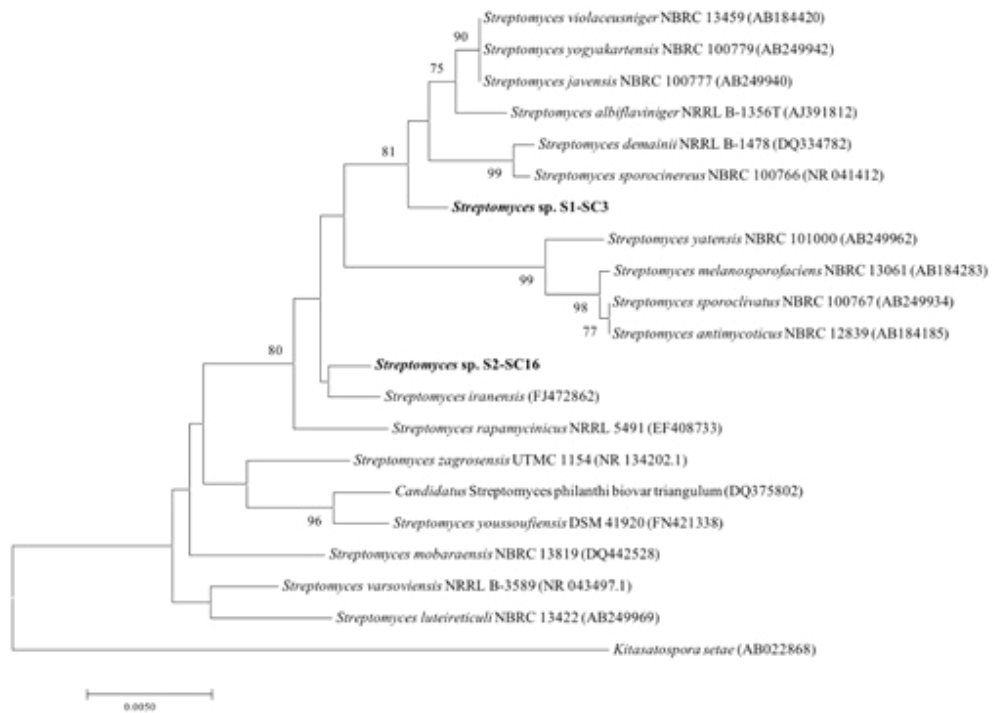 Streptomyces violaceusniger NBRC 13459 (AB184420)
90
Streptomyces yogyakartensis NBRC 100779 (AB249942)
75
Streptomyces javensis NBRC 100777 (AB249940)
Streptomyces albiflaviniger NRRL B-1356T (AJ391812)
Streptomyces demainii NRRL B-1478 (DQ334782)
81
99
Streptomyces sporocinereus NBRC 100766 (NR 041412)
Streptomyces sp. S1-SC3
Streptomyces yatensis NBRC 101000 (AB249962)
99
Streptomyces melanosporofaciens NBRC 13061 (AB184283)
98
Streptomyces sporoclivatus NBRC 100767 (AB249934)
77
Streptomyces antimycoticus NBRC 12839 (AB184185)
80
Streptomyces sp. S2-SC16
Streptomyces iranensis (FJ472862)
Streptomyces rapamycinicus NRRL 5491 (EF408733)
Streptomyces zagrosensis UTMC 1154 (NR 134202.1)
Candidatus Streptomyces philanthi biovar triangulum (DQ375802)
96
Streptomyces youssoufiensis DSM 41920 (FN421338)
Streptomyces mobaraensis NBRC 13819 (DQ442528)
Streptomyces varsoviensis NRRL B-3589 (NR 043497.1)
Streptomyces luteireticuli NBRC 13422 (AB249969)
Kitasatospora setae (AB022868)
0.0050